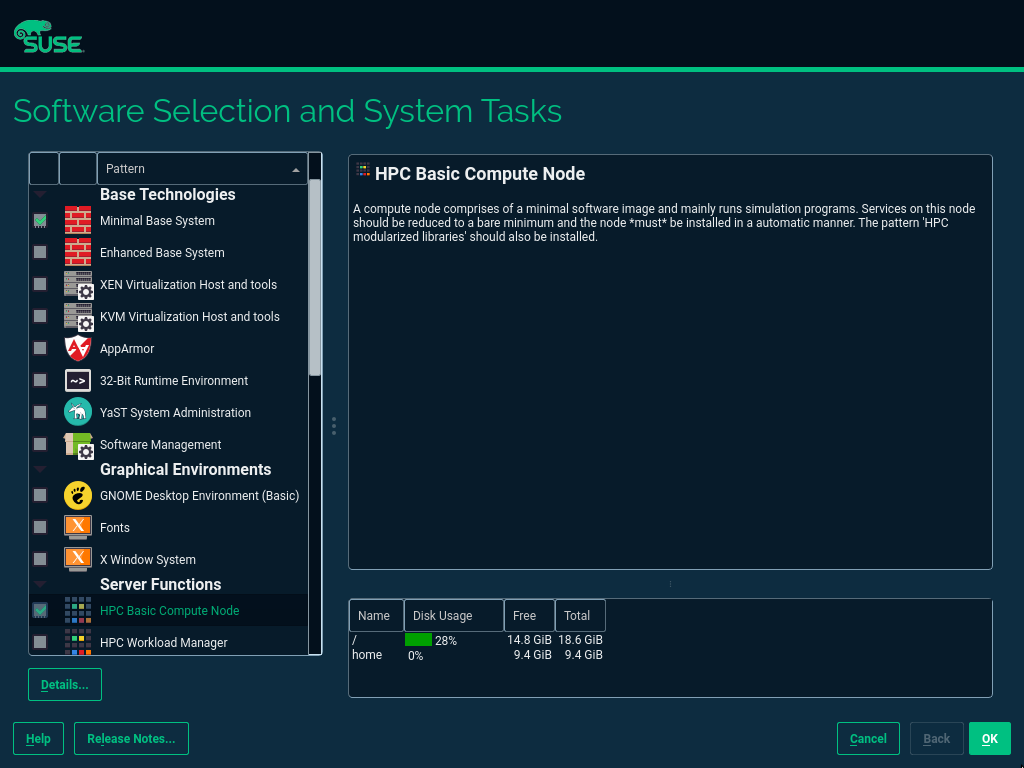 SUSE
Software Selection and System Tasks
Pattern
Base Technologies
Minimal Base System
Enhanced Base System
XEN Virtualization Host and tools
KVM Virtualization Host and tools
AppArmor
~> 32-Bit Runtime Environment
YaST System Administration
Software Management
Graphical Environments
GNOME Desktop Environment (Basic)
X Fonts
X X Window System
Server Functions
HPC Basic Compute Node
HPC Workload Manager
Details...
HPC Basic Compute Node
A compute node comprises of a minimal software image and mainly runs simulation programs. Services on this node
should be reduced to a bare minimum and the node *must* be installed in a automatic manner. The pattern 'HPC
modularized libraries' should also be installed.
Name Disk Usage Free Total
/ 28% 14.8 GiB 18.6 GiB
home 0% 9.4 GiB 9.4 GiB
Help Release Notes... Cancel Back OK